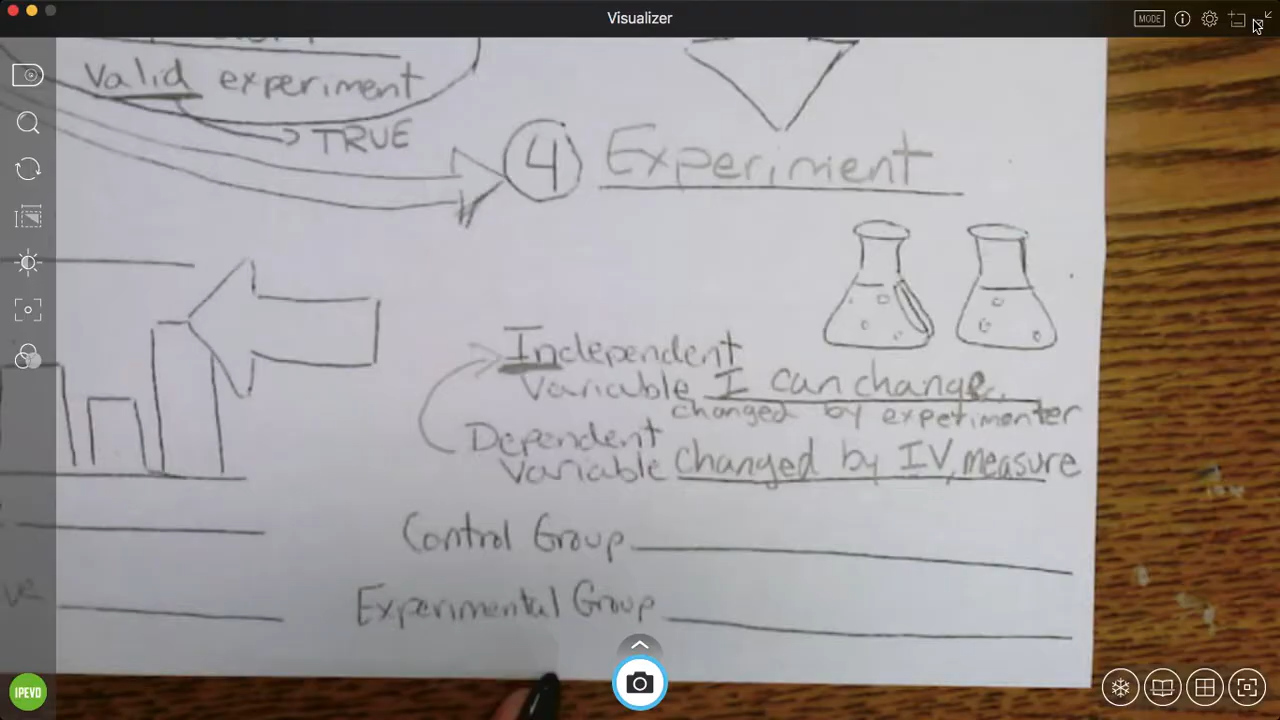 Visualizer
MODE
valid experiment
TRUE
4 Experiment
Independent
Variable I can change.
changed by experimenter
Dependent
Variable changed by IV, measure
Control Group
Experimental Group
ve
IPEVO